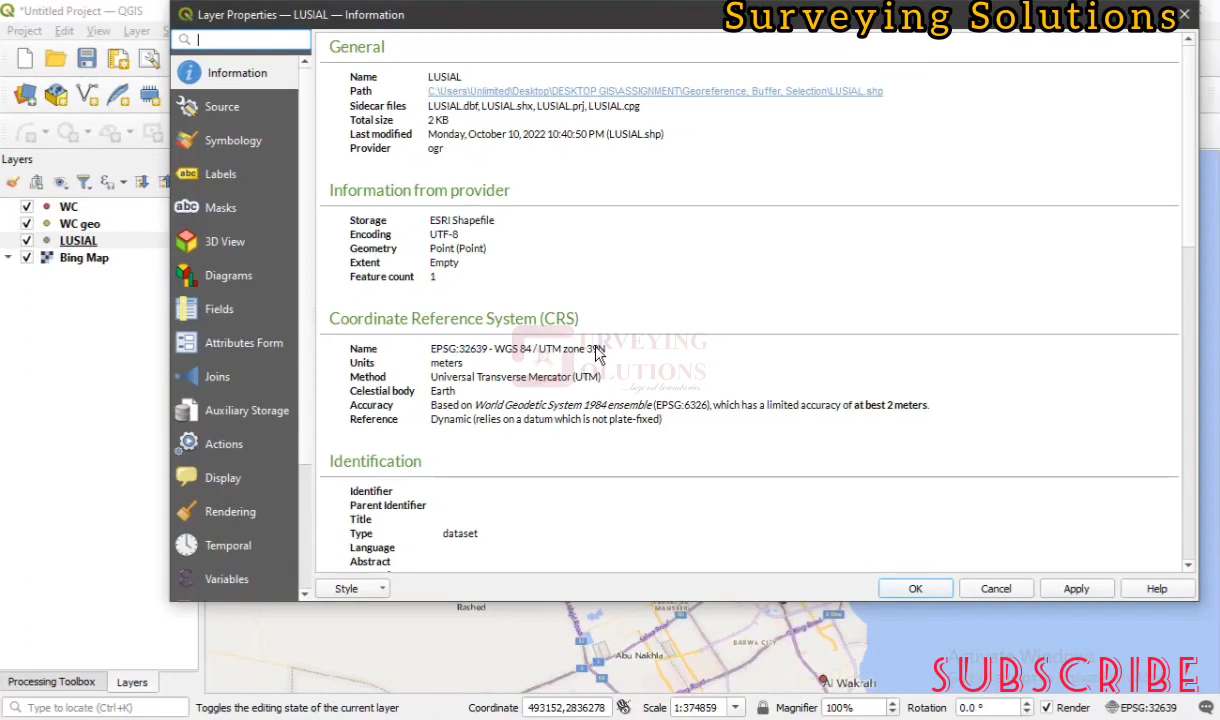 *Untitled Project — QGIS
Project Edit View Layer
Layer Properties — LUSIAL — Information
Surveying Solutions
Information
Source
Symbology
Labels
Masks
3D View
Diagrams
Fields
Attributes Form
Joins
Auxiliary Storage
Actions
Display
Rendering
Temporal
Variables
Layers
WC
WC geo
LUSIAL
Bing Map
General
Name LUSIAL
Path C:\Users\Unlimited\Desktop\DESKTOP GIS\ASSIGNMENT\Georeference, Buffer, Selection\LUSIAL.shp
Sidecar files LUSIAL.dbf, LUSIAL.shx, LUSIAL.prj, LUSIAL.cpg
Total size 2 KB
Last modified Monday, October 10, 2022 10:40:50 PM (LUSIAL.shp)
Provider ogr
Information from provider
Storage ESRI Shapefile
Encoding UTF-8
Geometry Point (Point)
Extent Empty
Feature count 1
Coordinate Reference System (CRS)
Name EPSG:32639 - WGS 84 / UTM zone 39N
Units meters
Method Universal Transverse Mercator (UTM)
Celestial body Earth
Accuracy Based on World Geodetic System 1984 ensemble (EPSG:6326), which has a limited accuracy of at best 2 meters.
Reference Dynamic (relies on a datum which is not plate-fixed)
SURVEYING
SOLUTIONS
...beyond boundaries
Identification
Identifier
Parent Identifier
Title
Type dataset
Language
Abstract
Style
OK Cancel Apply Help
Rashed
BARWA CITY
Abu Nakhla
Al Wakrah
Activate Windows
SUBSCRIBE
Processing Toolbox Layers
Type to locate (Ctrl+K) Toggles the editing state of the current layer Coordinate 493152,2836278 Scale 1:374859 Magnifier 100% Rotation 0.0 ° Render EPSG:32639